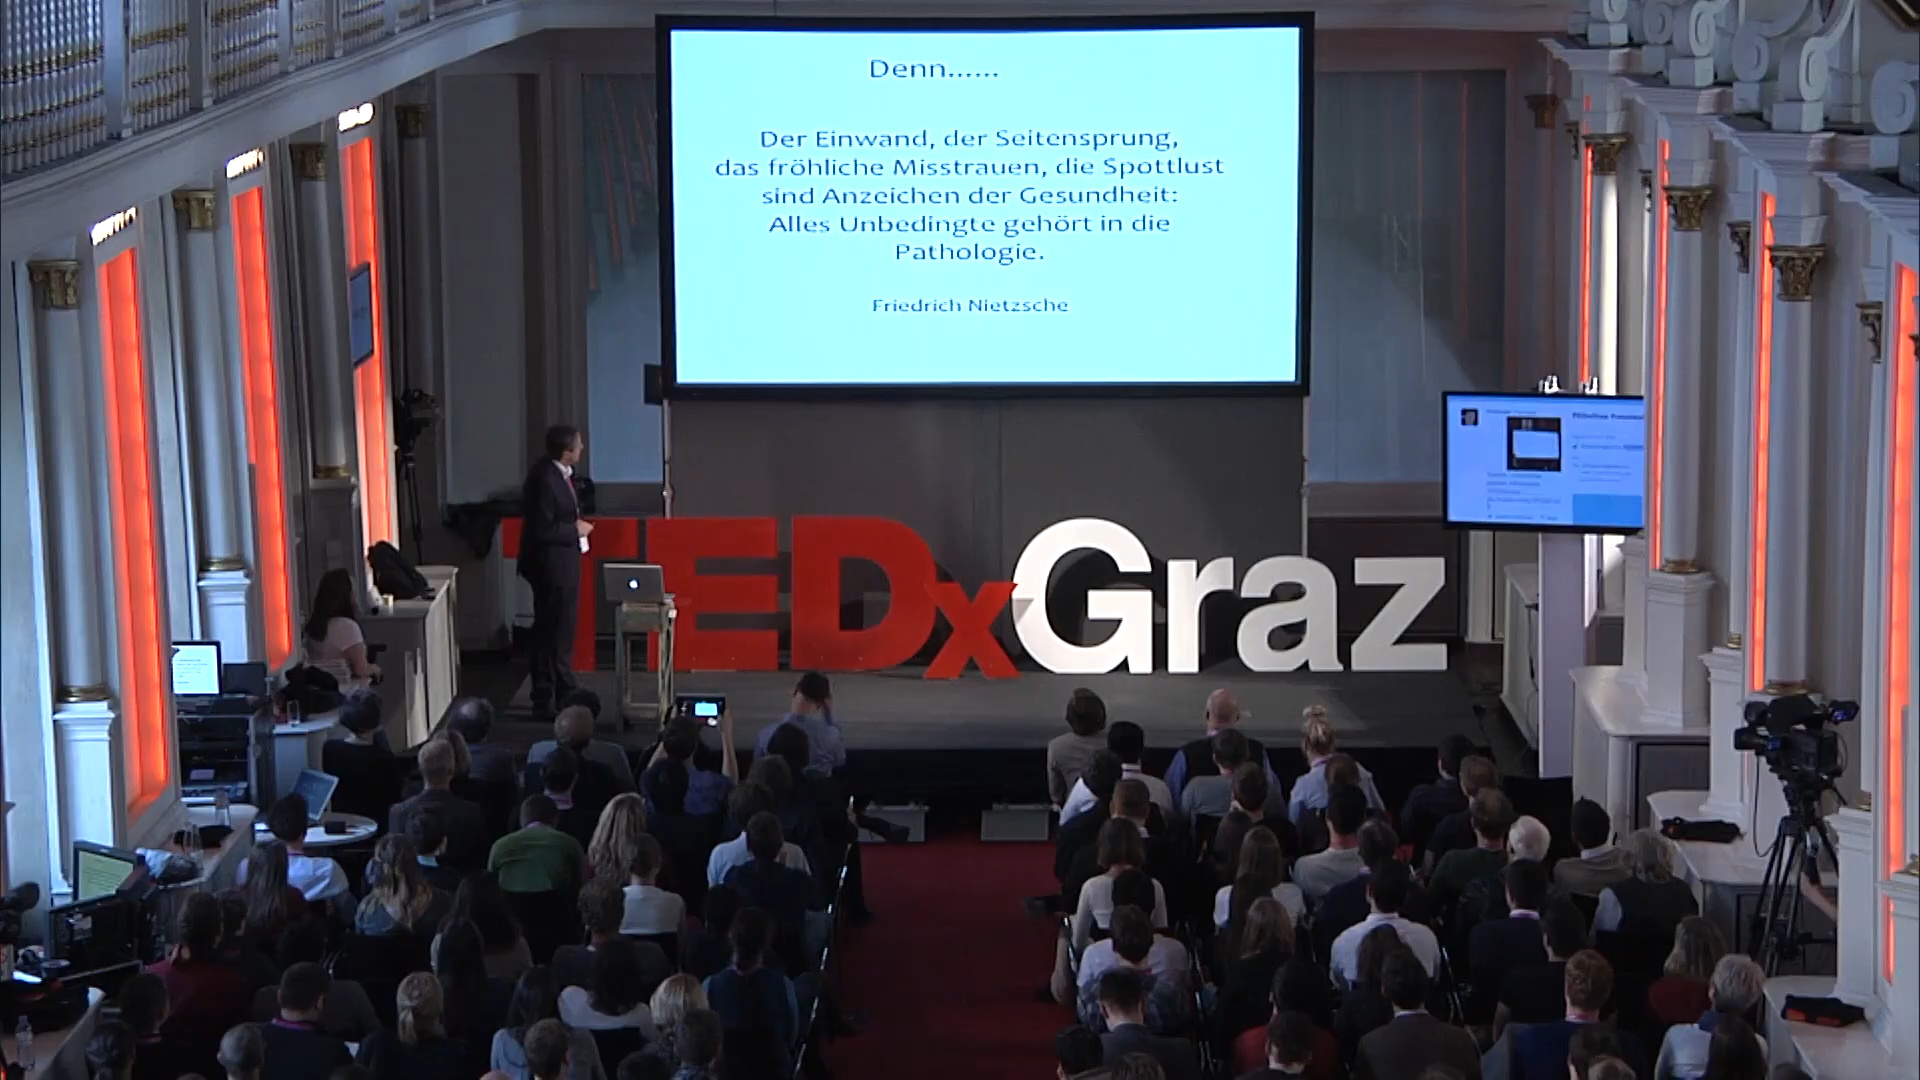 Denn......
Der Einwand, der Seitensprung,
das fröhliche Misstrauen, die Spottlust
sind Anzeichen der Gesundheit:
Alles Unbedingte gehört in die
Pathologie.
Friedrich Nietzsche
TEDxGraz